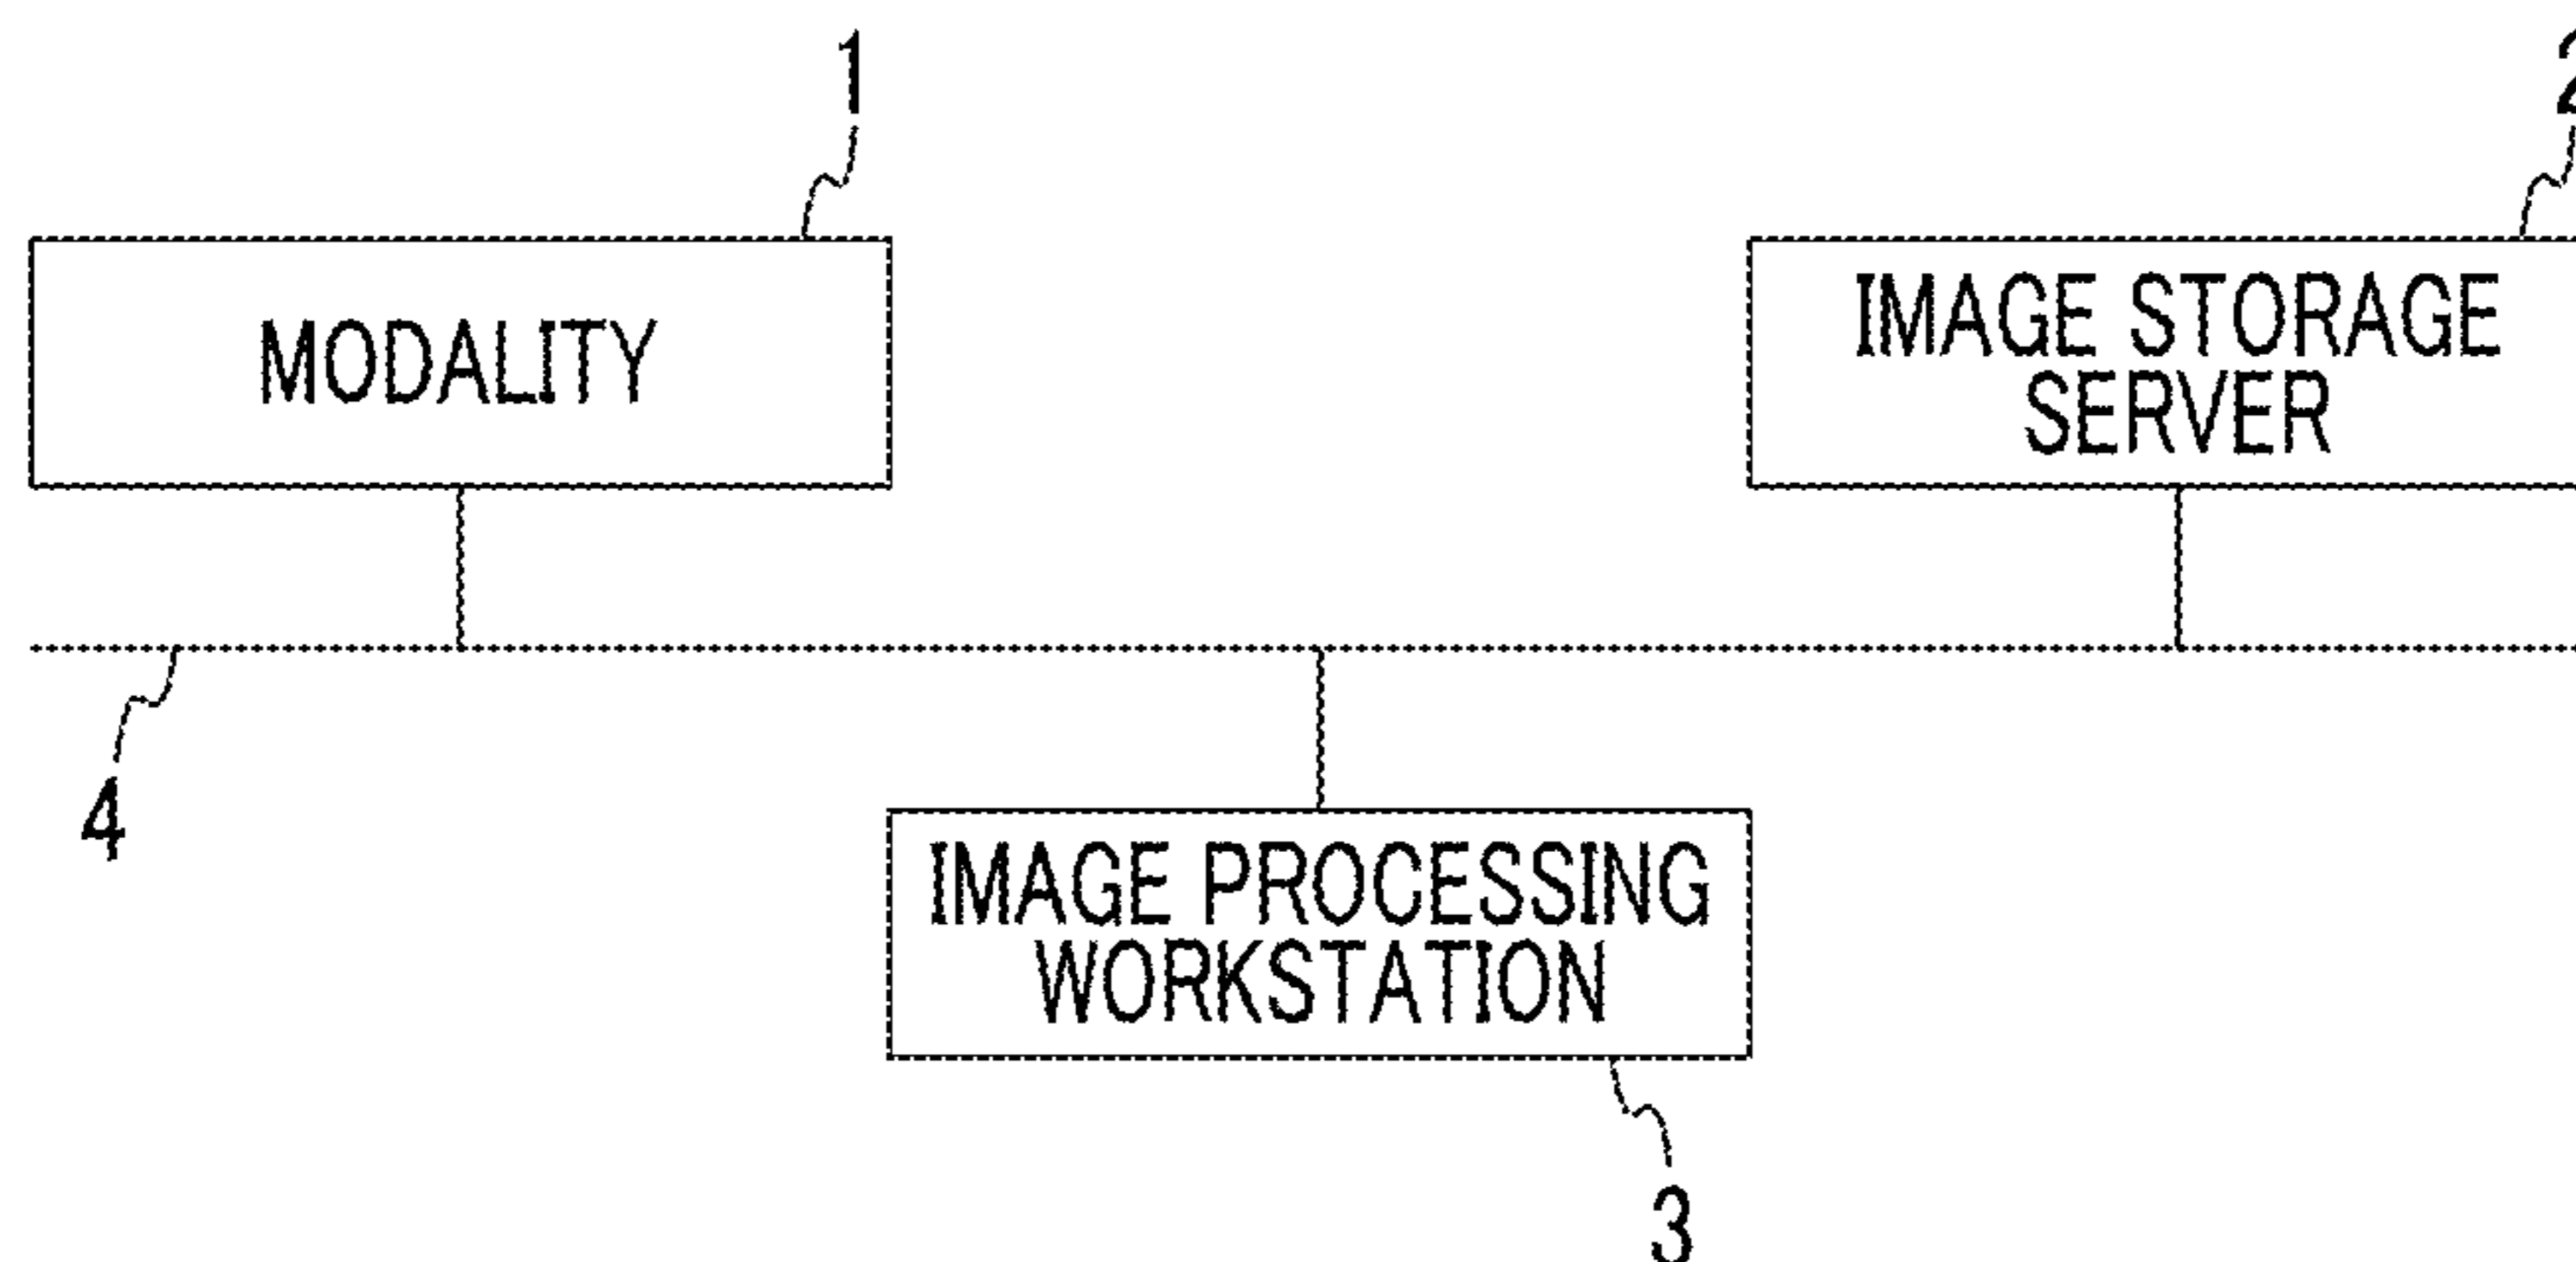 1
2
MODALITY
IMAGE STORAGE
SERVER
4
IMAGE PROCESSING
WORKSTATION
3